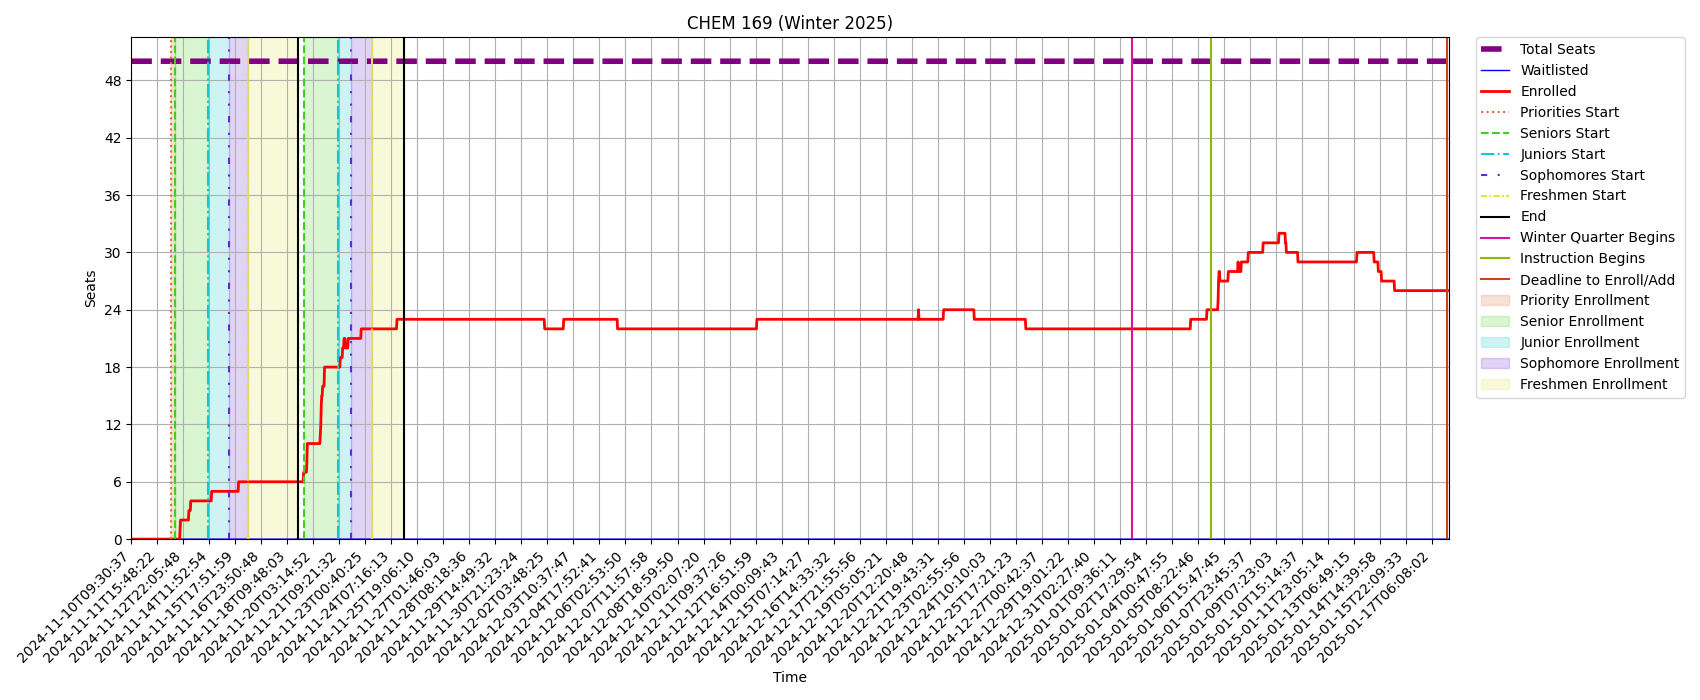 CHEM 169 (Winter 2025)
Seats
48
42
36
30
24
18
12
6
0
2024-11-10T09:30:37
2024-11-11T15:48:22
2024-11-12T22:05:48
2024-11-14T11:52:54
2024-11-15T17:51:59
2024-11-16T23:50:48
2024-11-18T09:48:03
2024-11-20T03:14:52
2024-11-21T09:21:32
2024-11-23T00:40:25
2024-11-24T07:16:13
2024-11-25T19:06:10
2024-11-27T01:46:03
2024-11-28T08:18:36
2024-11-29T14:49:32
2024-11-30T21:23:24
2024-12-02T03:48:25
2024-12-03T10:37:47
2024-12-04T17:52:41
2024-12-06T02:53:50
2024-12-07T11:57:58
2024-12-08T18:59:50
2024-12-10T02:07:20
2024-12-11T09:37:26
2024-12-12T16:51:59
2024-12-14T00:09:43
2024-12-15T07:14:27
2024-12-16T14:33:32
2024-12-17T21:55:56
2024-12-19T05:05:21
2024-12-20T12:20:48
2024-12-21T19:43:31
2024-12-23T02:55:56
2024-12-24T10:10:03
2024-12-25T17:21:23
2024-12-27T00:42:37
2024-12-29T19:01:22
2024-12-31T02:27:40
2025-01-01T09:36:11
2025-01-02T17:29:54
2025-01-04T00:47:55
2025-01-05T08:22:46
2025-01-06T15:47:45
2025-01-07T23:45:37
2025-01-09T07:23:03
2025-01-10T15:14:37
2025-01-11T23:05:14
2025-01-13T06:49:15
2025-01-14T14:39:58
2025-01-15T22:09:33
2025-01-17T06:08:02
Time
Total Seats
Waitlisted
Enrolled
Priorities Start
Seniors Start
Juniors Start
Sophomores Start
Freshmen Start
End
Winter Quarter Begins
Instruction Begins
Deadline to Enroll/Add
Priority Enrollment
Senior Enrollment
Junior Enrollment
Sophomore Enrollment
Freshmen Enrollment